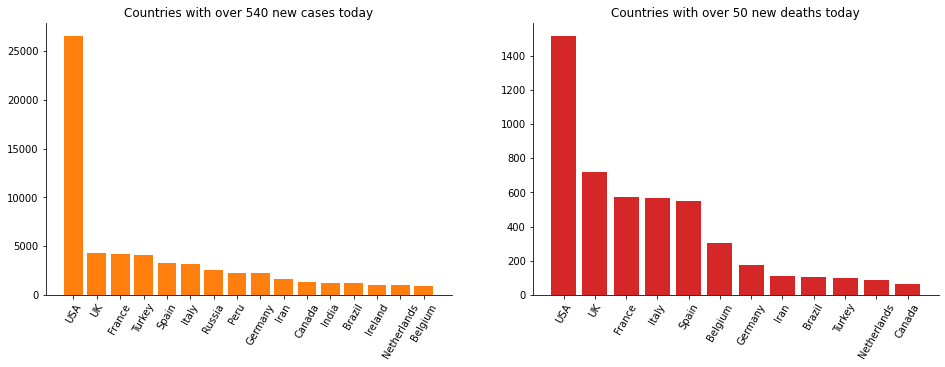 Countries with over 540 new cases today
25000
20000
15000
10000
5000
0
USA
UK
France
Turkey
Spain
Italy
Russia
Peru
Germany
Iran
Canada
India
Brazil
Ireland
Netherlands
Belgium
Countries with over 50 new deaths today
1400
1200
1000
800
600
400
200
0
USA
UK
France
Italy
Spain
Belgium
Germany
Iran
Brazil
Turkey
Netherlands
Canada